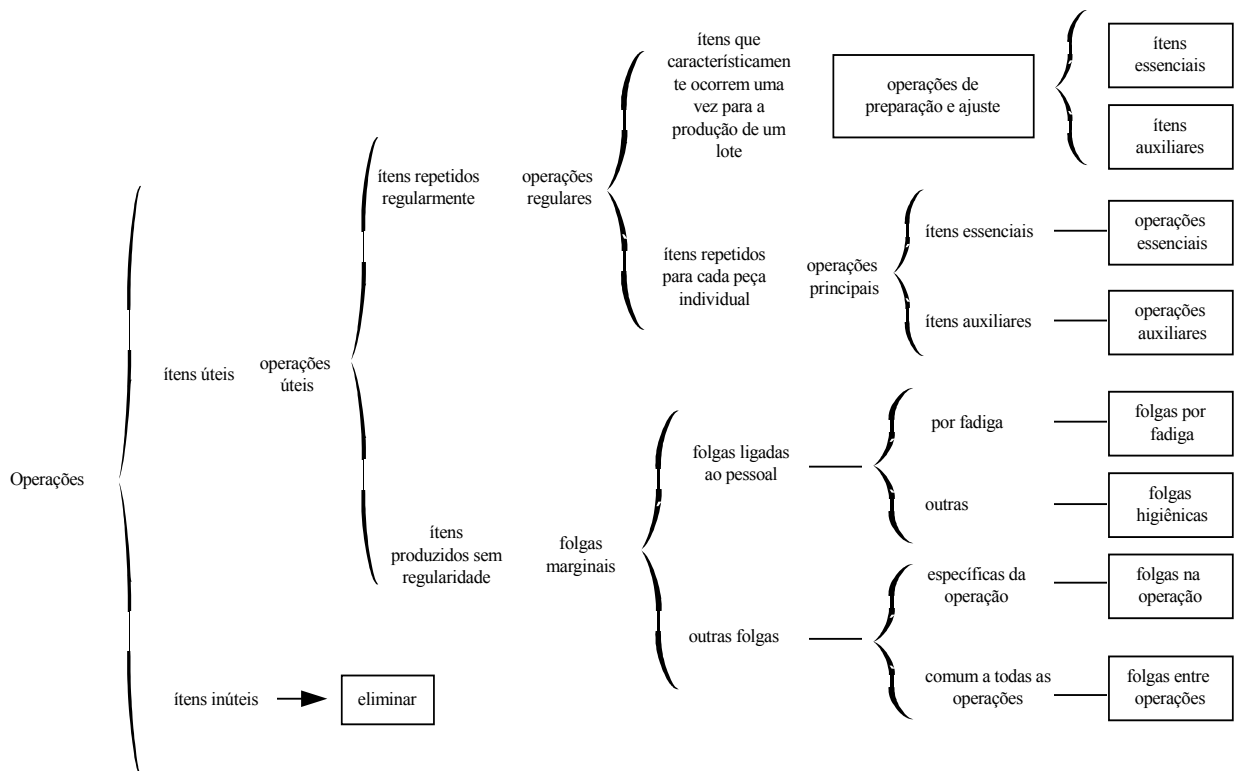 Operações
ítens úteis
operações
úteis
ítens repetidos
regularmente
operações
regulares
ítens que
característicamen
te ocorrem uma
vez para a
produção de um
lote
operações de
preparação e ajuste
ítens
essenciais
ítens
auxiliares
ítens repetidos
para cada peça
individual
operações
principais
ítens essenciais
operações
essenciais
ítens auxiliares
operações
auxiliares
ítens
produzidos sem
regularidade
folgas
marginais
folgas ligadas
ao pessoal
por fadiga
folgas por
fadiga
outras
folgas
higiênicas
outras folgas
específicas da
operação
folgas na
operação
comum a todas as
operações
folgas entre
operações
ítens inúteis
eliminar